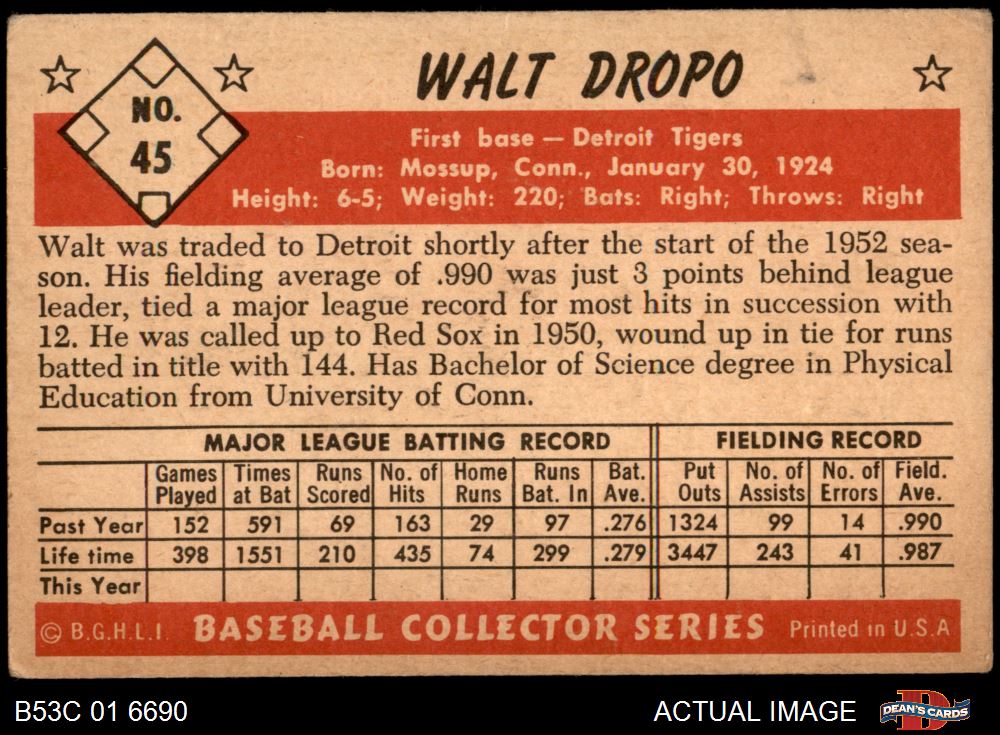 WALT DROPO
NO.
45
First base — Detroit Tigers
Born: Mossup, Conn., January 30, 1924
Height: 6-5; Weight: 220; Bats: Right; Throws: Right
Walt was traded to Detroit shortly after the start of the 1952 sea-
son. His fielding average of .990 was just 3 points behind league
leader, tied a major league record for most hits in succession with
12. He was called up to Red Sox in 1950, wound up in tie for runs
batted in title with 144. Has Bachelor of Science degree in Physical
Education from University of Conn.
MAJOR LEAGUE BATTING RECORD FIELDING RECORD
Games Times Runs No. of Home Runs Bat. Put No. of No. of Field.
Played at Bat Scored Hits Runs Bat. In Ave. Outs Assists Errors Ave.
Past Year 152 591 69 163 29 97 .276 1324 99 14 .990
Life time 398 1551 210 435 74 299 .279 3447 243 41 .987
This Year
© B.G.H.L.I. BASEBALL COLLECTOR SERIES Printed in U.S.A
B53C 01 6690 ACTUAL IMAGE D DEAN'S CARDS